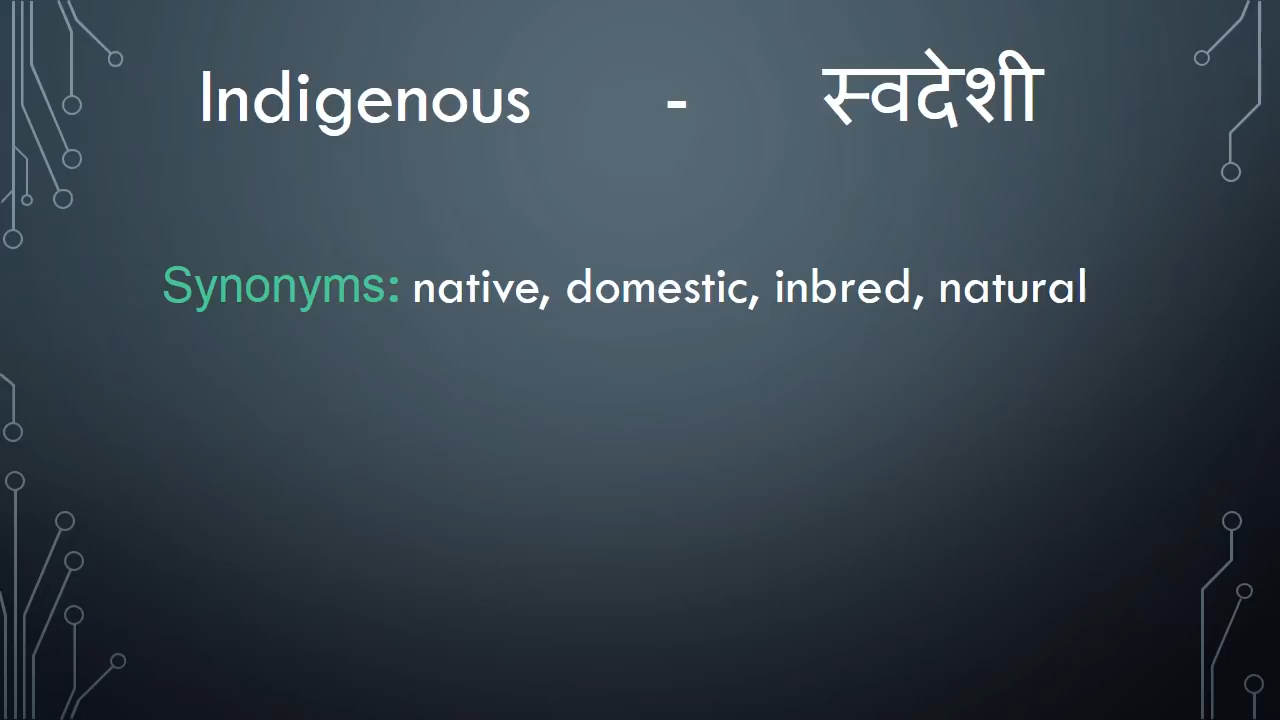 Indigenous - स्वदेशी
Synonyms: native, domestic, inbred, natural